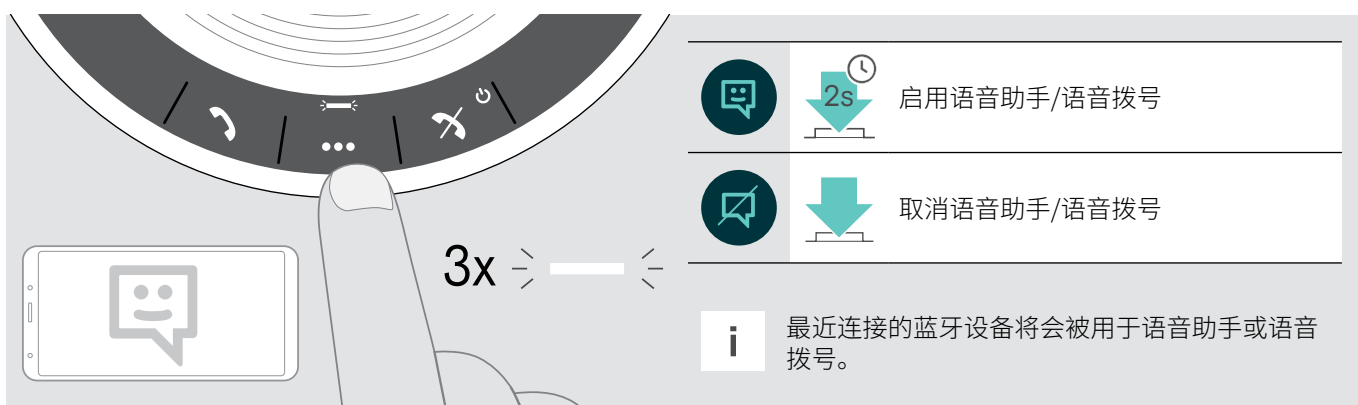 2s
启用语音助手/语音拨号
取消语音助手/语音拨号
3x
i
最近连接的蓝牙设备将会被用于语音助手或语音
拨号。